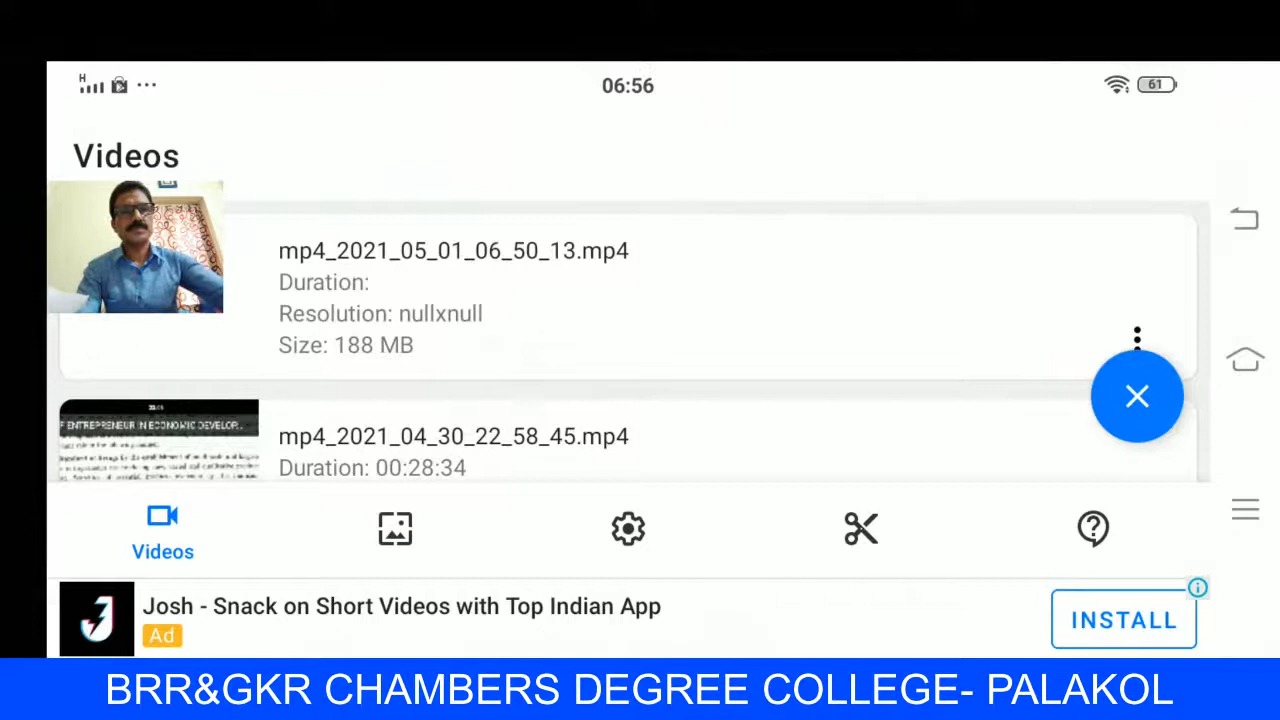 H
06:56
61
Videos
mp4_2021_05_01_06_50_13.mp4
Duration:
Resolution: nullxnull
Size: 188 MB
F ENTREPRENEUR IN ECONOMIC DEVELOP..
mp4_2021_04_30_22_58_45.mp4
Duration: 00:28:34
Videos
Josh - Snack on Short Videos with Top Indian App
Ad
INSTALL
BRR&GKR CHAMBERS DEGREE COLLEGE- PALAKOL